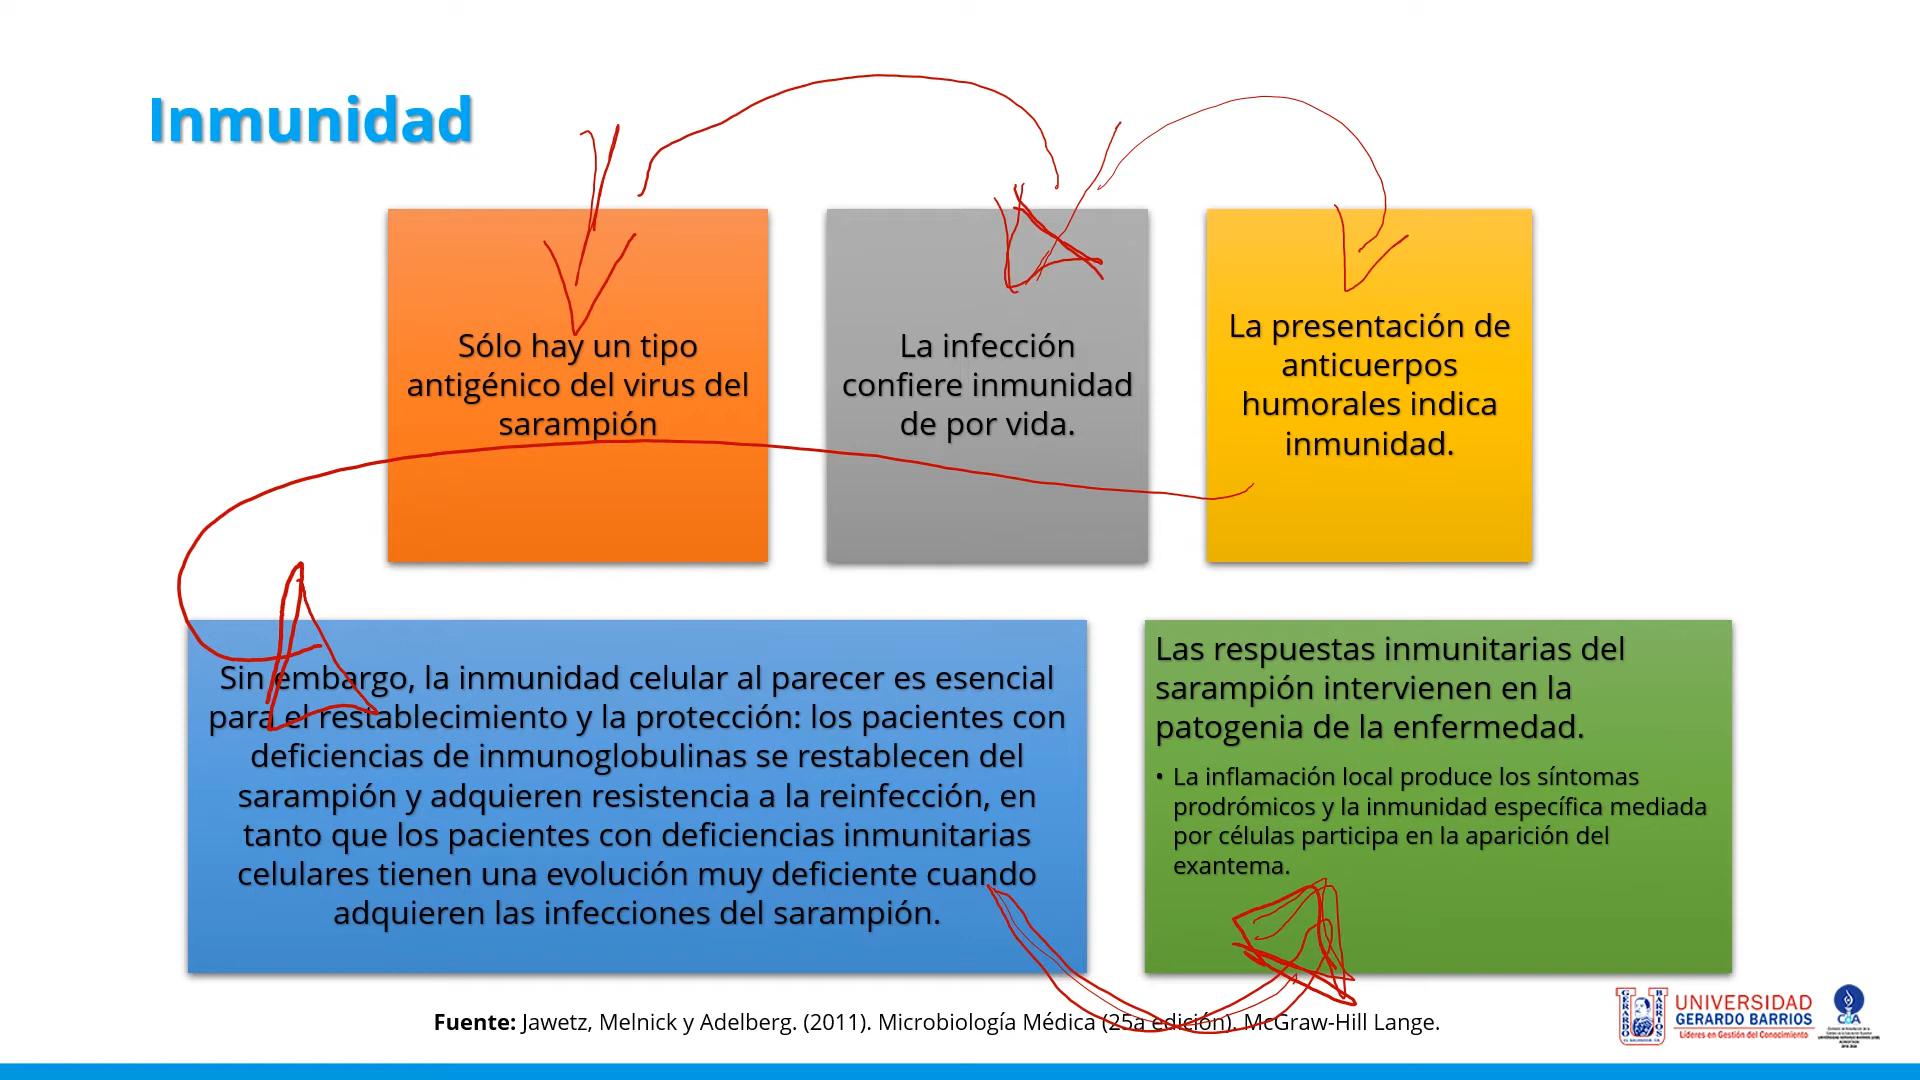 Inmunidad
Sólo hay un tipo
antigénico del virus del
sarampión
La infección
confiere inmunidad
de por vida.
La presentación de
anticuerpos
humorales indica
inmunidad.
Sin embargo, la inmunidad celular al parecer es esencial
para el restablecimiento y la protección: los pacientes con
deficiencias de inmunoglobulinas se restablecen del
sarampión y adquieren resistencia a la reinfección, en
tanto que los pacientes con deficiencias inmunitarias
celulares tienen una evolución muy deficiente cuando
adquieren las infecciones del sarampión.
Las respuestas inmunitarias del
sarampión intervienen en la
patogenia de la enfermedad.
• La inflamación local produce los síntomas
prodrómicos y la inmunidad específica mediada
por células participa en la aparición del
exantema.
Fuente: Jawetz, Melnick y Adelberg. (2011). Microbiología Médica (25a edición). McGraw-Hill Lange.
GERARDO
BARRIOS
UNIVERSIDAD
GERARDO BARRIOS
Líderes en Gestión del Conocimiento
CdA